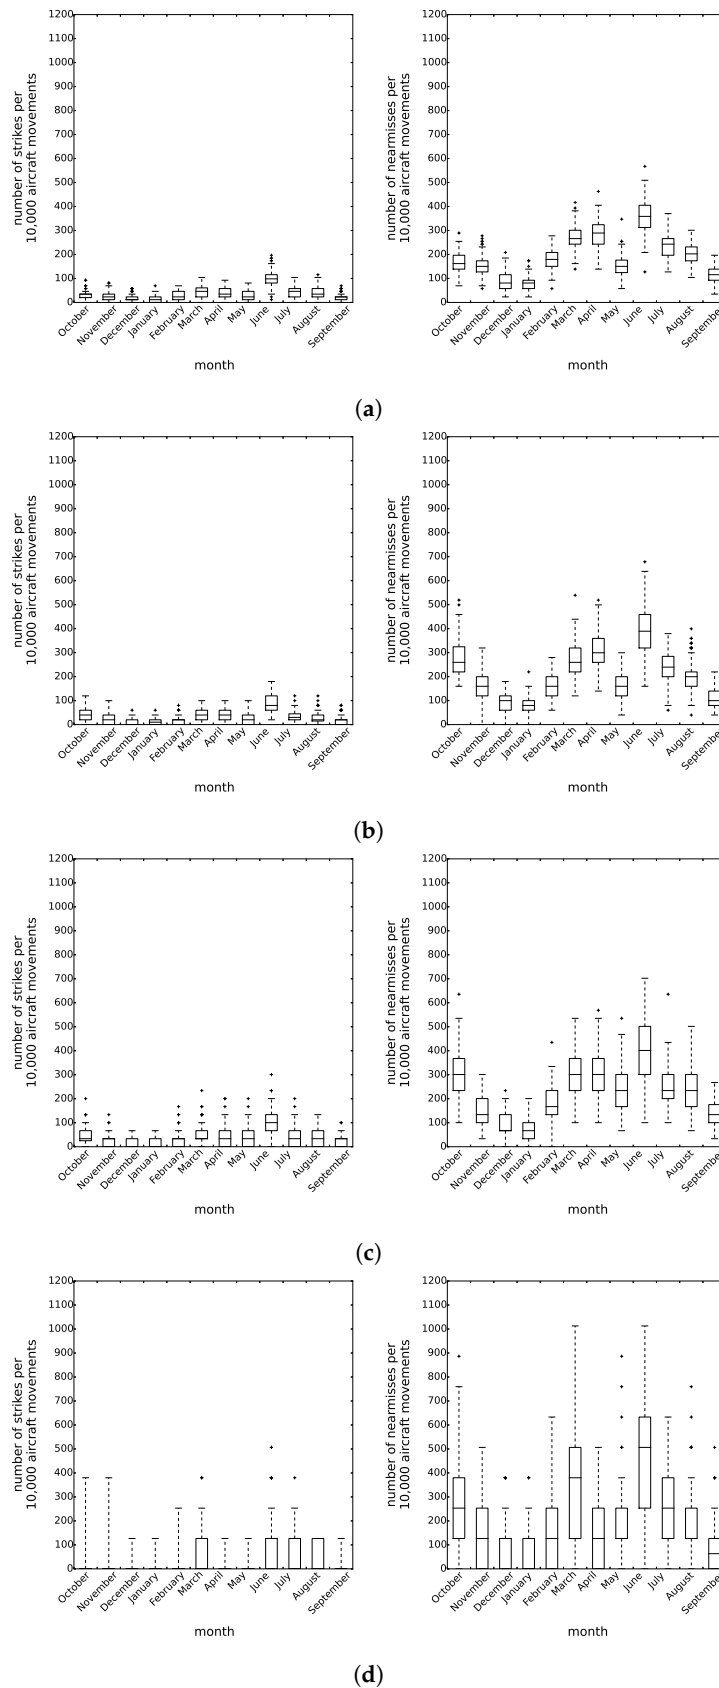 number of strikes per
10,000 aircraft movements
1200
1100
1000
900
800
700
600
500
400
300
200
100
0
October
November
December
January
February
March
April
May
June
July
August
September
month
number of nearmisses per
10,000 aircraft movements
1200
1100
1000
900
800
700
600
500
400
300
200
100
0
October
November
December
January
February
March
April
May
June
July
August
September
month
(a)
number of strikes per
10,000 aircraft movements
1200
1100
1000
900
800
700
600
500
400
300
200
100
0
October
November
December
January
February
March
April
May
June
July
August
September
month
number of nearmisses per
10,000 aircraft movements
1200
1100
1000
900
800
700
600
500
400
300
200
100
0
October
November
December
January
February
March
April
May
June
July
August
September
month
(b)
number of strikes per
10,000 aircraft movements
1200
1100
1000
900
800
700
600
500
400
300
200
100
0
October
November
December
January
February
March
April
May
June
July
August
September
month
number of nearmisses per
10,000 aircraft movements
1200
1100
1000
900
800
700
600
500
400
300
200
100
0
October
November
December
January
February
March
April
May
June
July
August
September
month
(c)
number of strikes per
10,000 aircraft movements
1200
1100
1000
900
800
700
600
500
400
300
200
100
0
October
November
December
January
February
March
April
May
June
July
August
September
month
number of nearmisses per
10,000 aircraft movements
1200
1100
1000
900
800
700
600
500
400
300
200
100
0
October
November
December
January
February
March
April
May
June
July
August
September
month
(d)